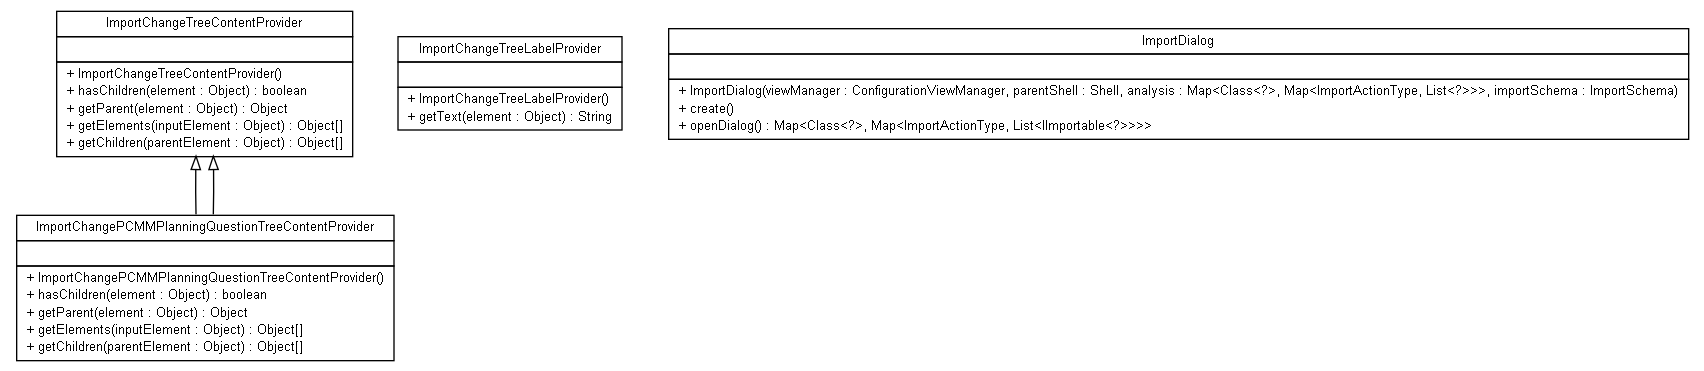 ImportChangeTreeContentProvider
+ ImportChangeTreeContentProvider()
+ hasChildren(element : Object) : boolean
+ getParent(element : Object) : Object
+ getElements(inputElement : Object) : Object[]
+ getChildren(parentElement : Object) : Object[]
ImportChangeTreeLabelProvider
+ ImportChangeTreeLabelProvider()
+ getText(element : Object) : String
ImportDialog
+ ImportDialog(viewManager : ConfigurationViewManager, parentShell : Shell, analysis : Map<Class<?>, Map<ImportActionType, List<?>>>, importSchema : ImportSchema)
+ create()
+ openDialog() : Map<Class<?>, Map<ImportActionType, List<IImportable<?>>>>
ImportChangePCMMPlanningQuestionTreeContentProvider
+ ImportChangePCMMPlanningQuestionTreeContentProvider()
+ hasChildren(element : Object) : boolean
+ getParent(element : Object) : Object
+ getElements(inputElement : Object) : Object[]
+ getChildren(parentElement : Object) : Object[]